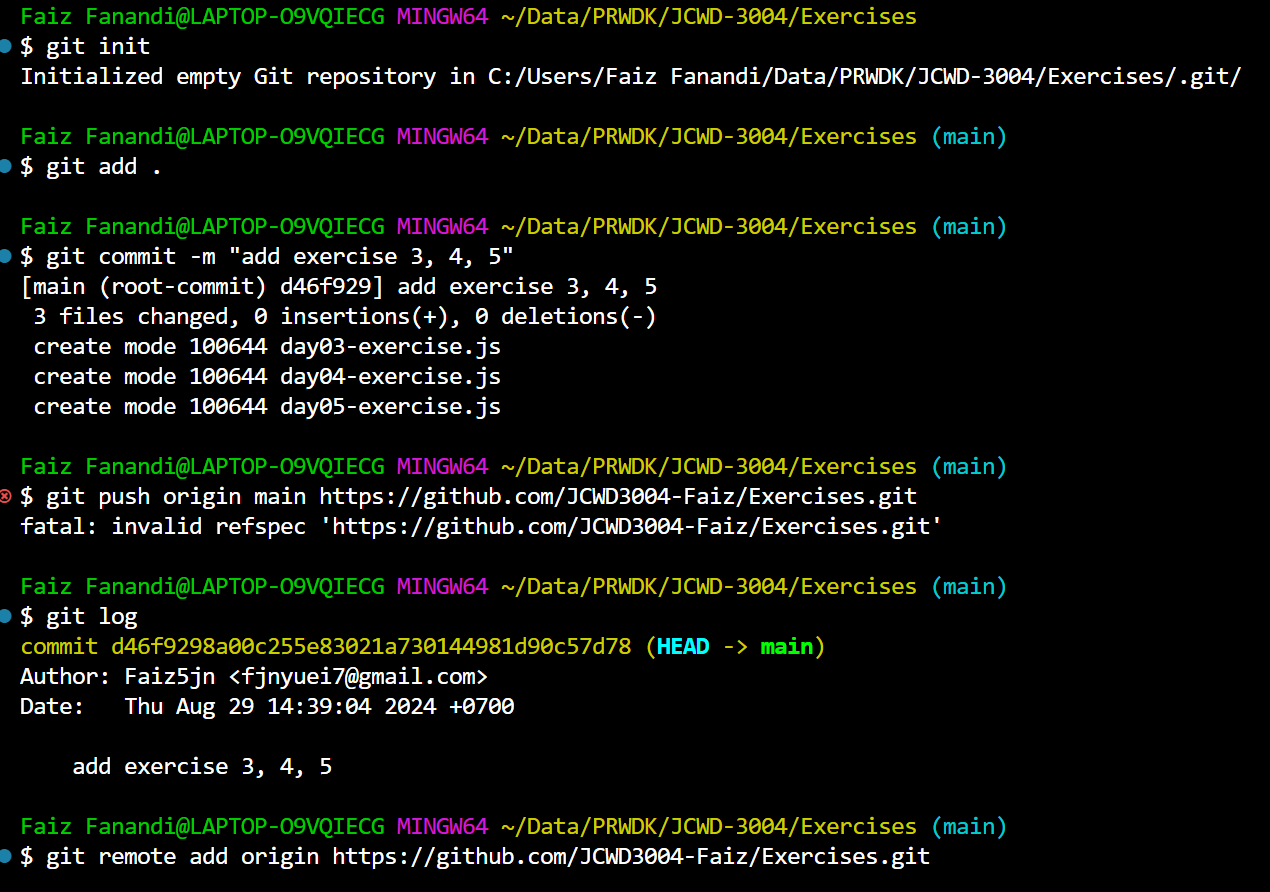 Faiz Fanandi@LAPTOP-O9VQIECG MINGW64 ~/Data/PRWDK/JCWD-3004/Exercises
$ git init
Initialized empty Git repository in C:/Users/Faiz Fanandi/Data/PRWDK/JCWD-3004/Exercises/.git/
Faiz Fanandi@LAPTOP-O9VQIECG MINGW64 ~/Data/PRWDK/JCWD-3004/Exercises (main)
$ git add .
Faiz Fanandi@LAPTOP-O9VQIECG MINGW64 ~/Data/PRWDK/JCWD-3004/Exercises (main)
$ git commit -m "add exercise 3, 4, 5"
[main (root-commit) d46f929] add exercise 3, 4, 5
3 files changed, 0 insertions(+), 0 deletions(-)
create mode 100644 day03-exercise.js
create mode 100644 day04-exercise.js
create mode 100644 day05-exercise.js
Faiz Fanandi@LAPTOP-O9VQIECG MINGW64 ~/Data/PRWDK/JCWD-3004/Exercises (main)
$ git push origin main https://github.com/JCWD3004-Faiz/Exercises.git
fatal: invalid refspec 'https://github.com/JCWD3004-Faiz/Exercises.git'
Faiz Fanandi@LAPTOP-O9VQIECG MINGW64 ~/Data/PRWDK/JCWD-3004/Exercises (main)
$ git log
commit d46f9298a00c255e83021a730144981d90c57d78 (HEAD -> main)
Author: Faiz5jn <fjnyuei7@gmail.com>
Date:   Thu Aug 29 14:39:04 2024 +0700
add exercise 3, 4, 5
Faiz Fanandi@LAPTOP-O9VQIECG MINGW64 ~/Data/PRWDK/JCWD-3004/Exercises (main)
$ git remote add origin https://github.com/JCWD3004-Faiz/Exercises.git